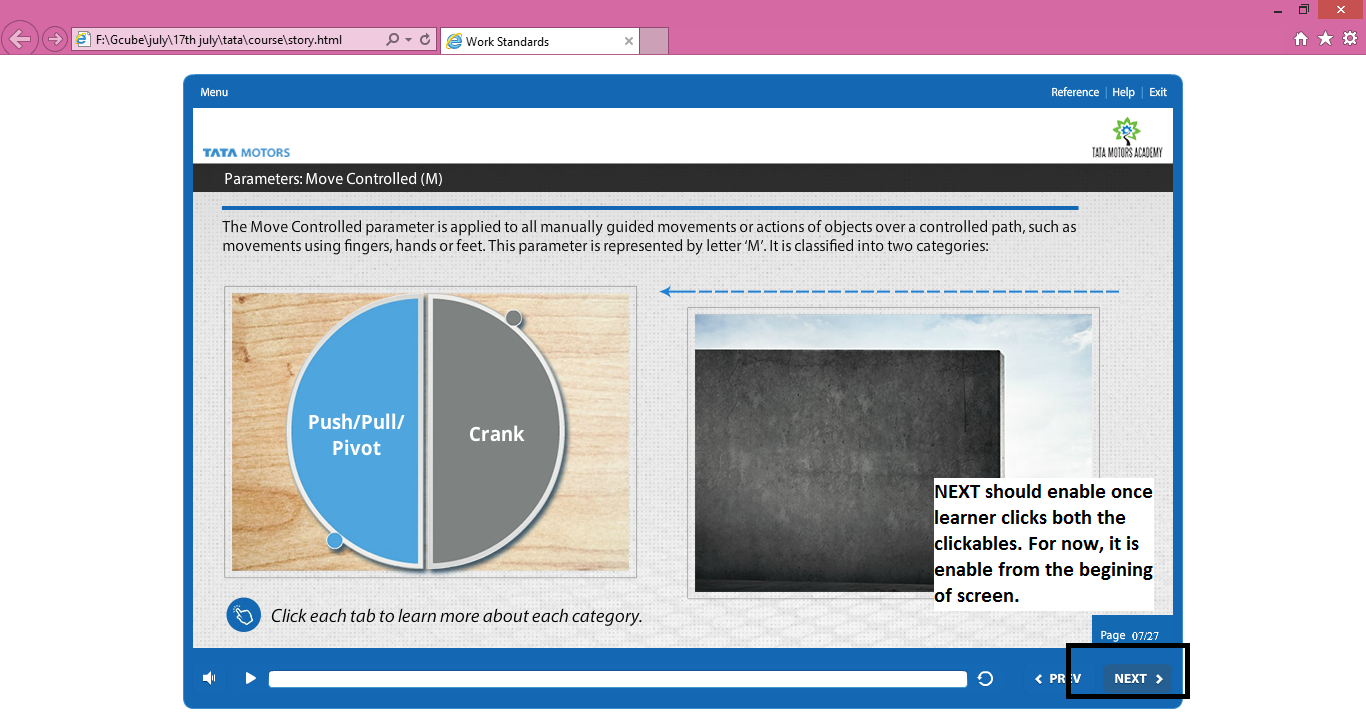 F:\Gcube\july\17th july\tata\course\story.html
Work Standards
Menu
Reference | Help | Exit
TATA MOTORS
TATA MOTORS ACADEMY
Parameters: Move Controlled (M)
The Move Controlled parameter is applied to all manually guided movements or actions of objects over a controlled path, such as
movements using fingers, hands or feet. This parameter is represented by letter ‘M’. It is classified into two categories:
Push/Pull/
Pivot
Crank
NEXT should enable once
learner clicks both the
clickables. For now, it is
enable from the begining
of screen.
Click each tab to learn more about each category.
Page 07/27
PREV
NEXT